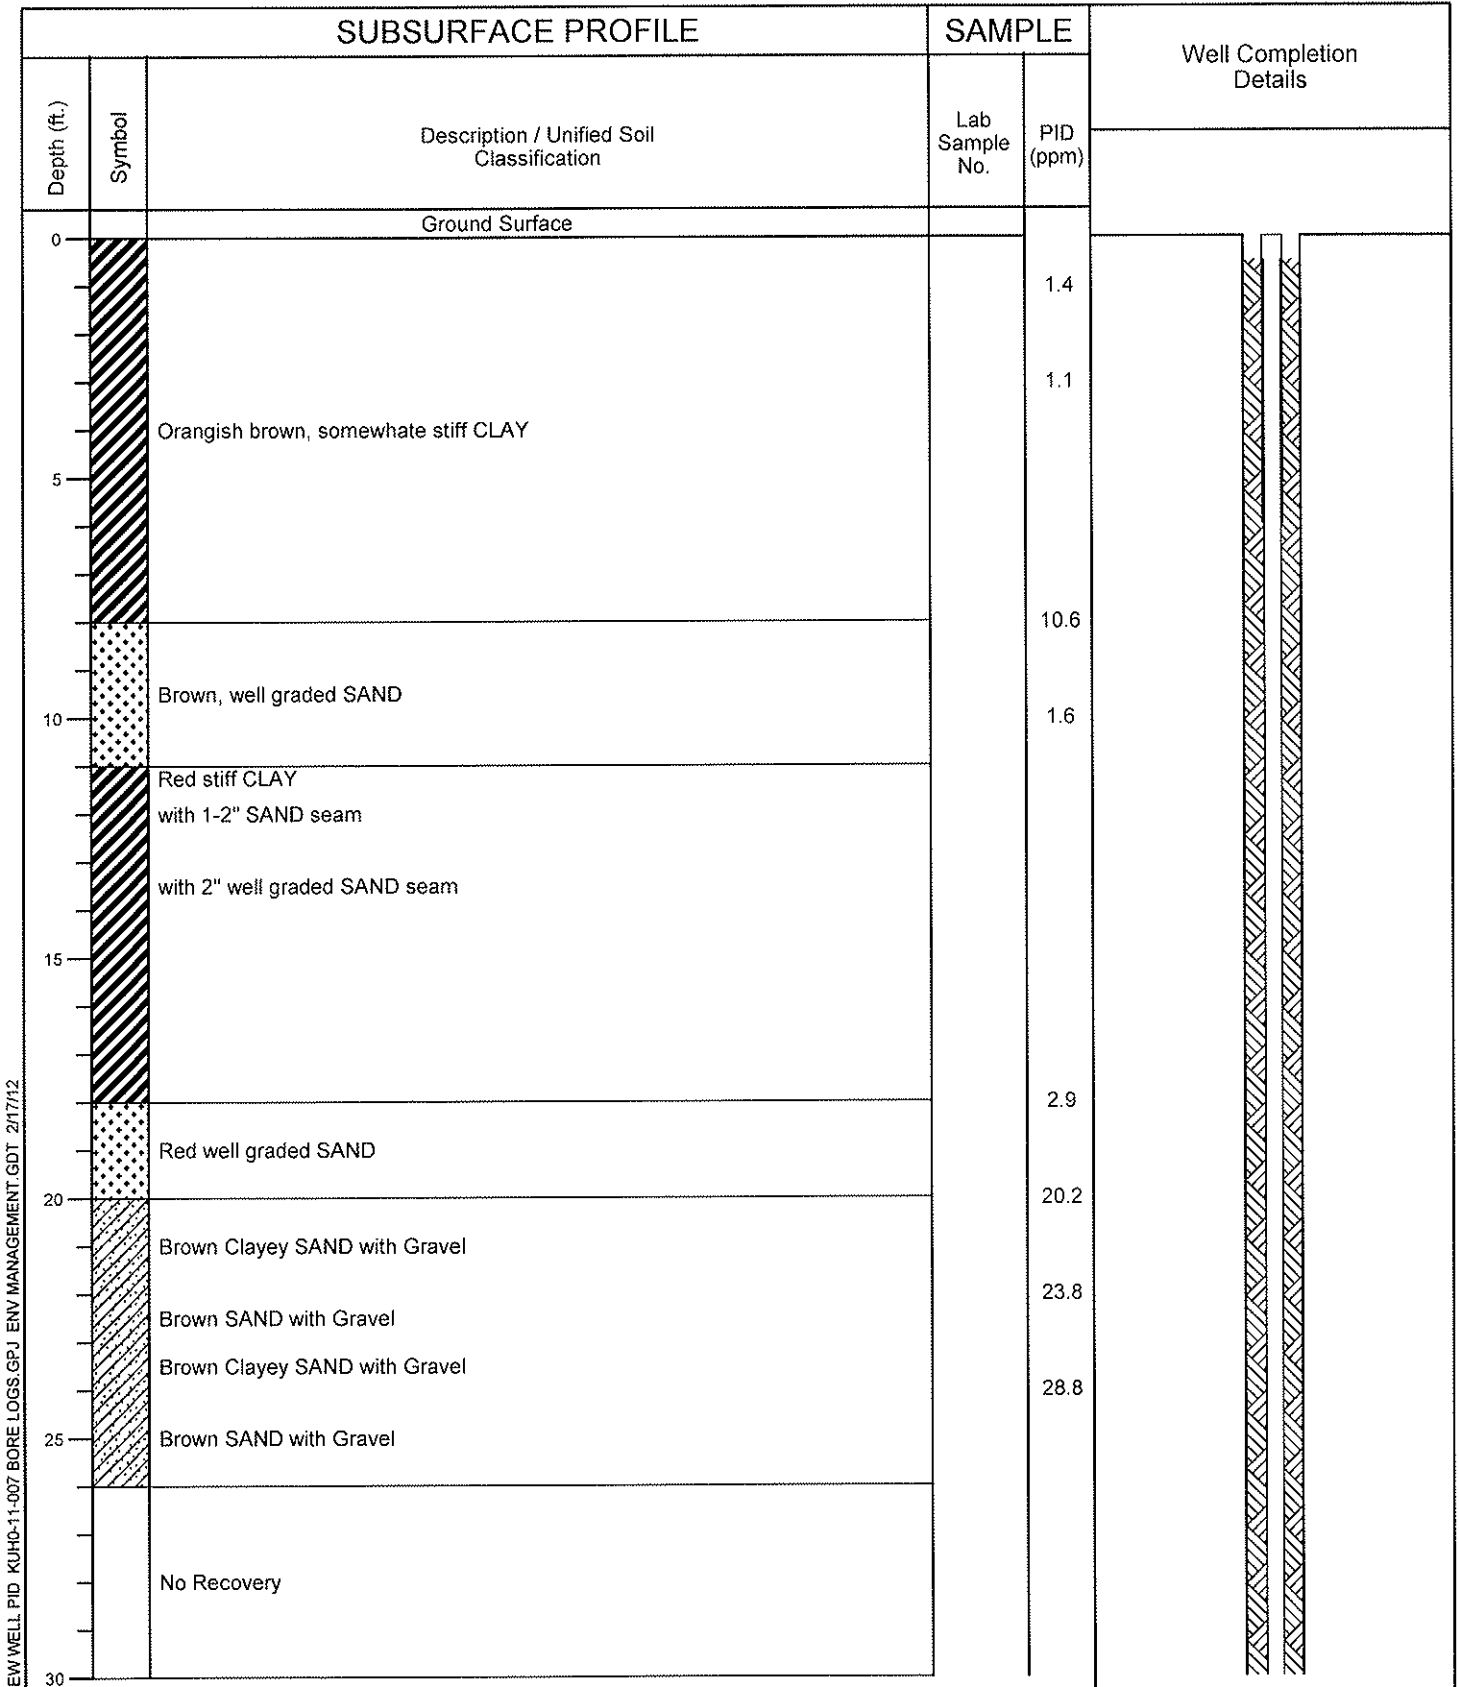 SUBSURFACE PROFILE
SAMPLE
Well Completion
Details
Depth (ft.)
Symbol
Description / Unified Soil
Classification
Lab
Sample
No.
PID
(ppm)
Ground Surface
0
1.4
1.1
Orangish brown, somewhate stiff CLAY
5
10.6
Brown, well graded SAND
10
1.6
Red stiff CLAY
with 1-2" SAND seam
with 2" well graded SAND seam
15
2.9
Red well graded SAND
20
20.2
Brown Clayey SAND with Gravel
23.8
Brown SAND with Gravel
Brown Clayey SAND with Gravel
28.8
25
Brown SAND with Gravel
No Recovery
30
EW WELL PID KUH0-11-007 BORE LOGS.GPJ ENV MANAGEMENT.GDT 2/17/12